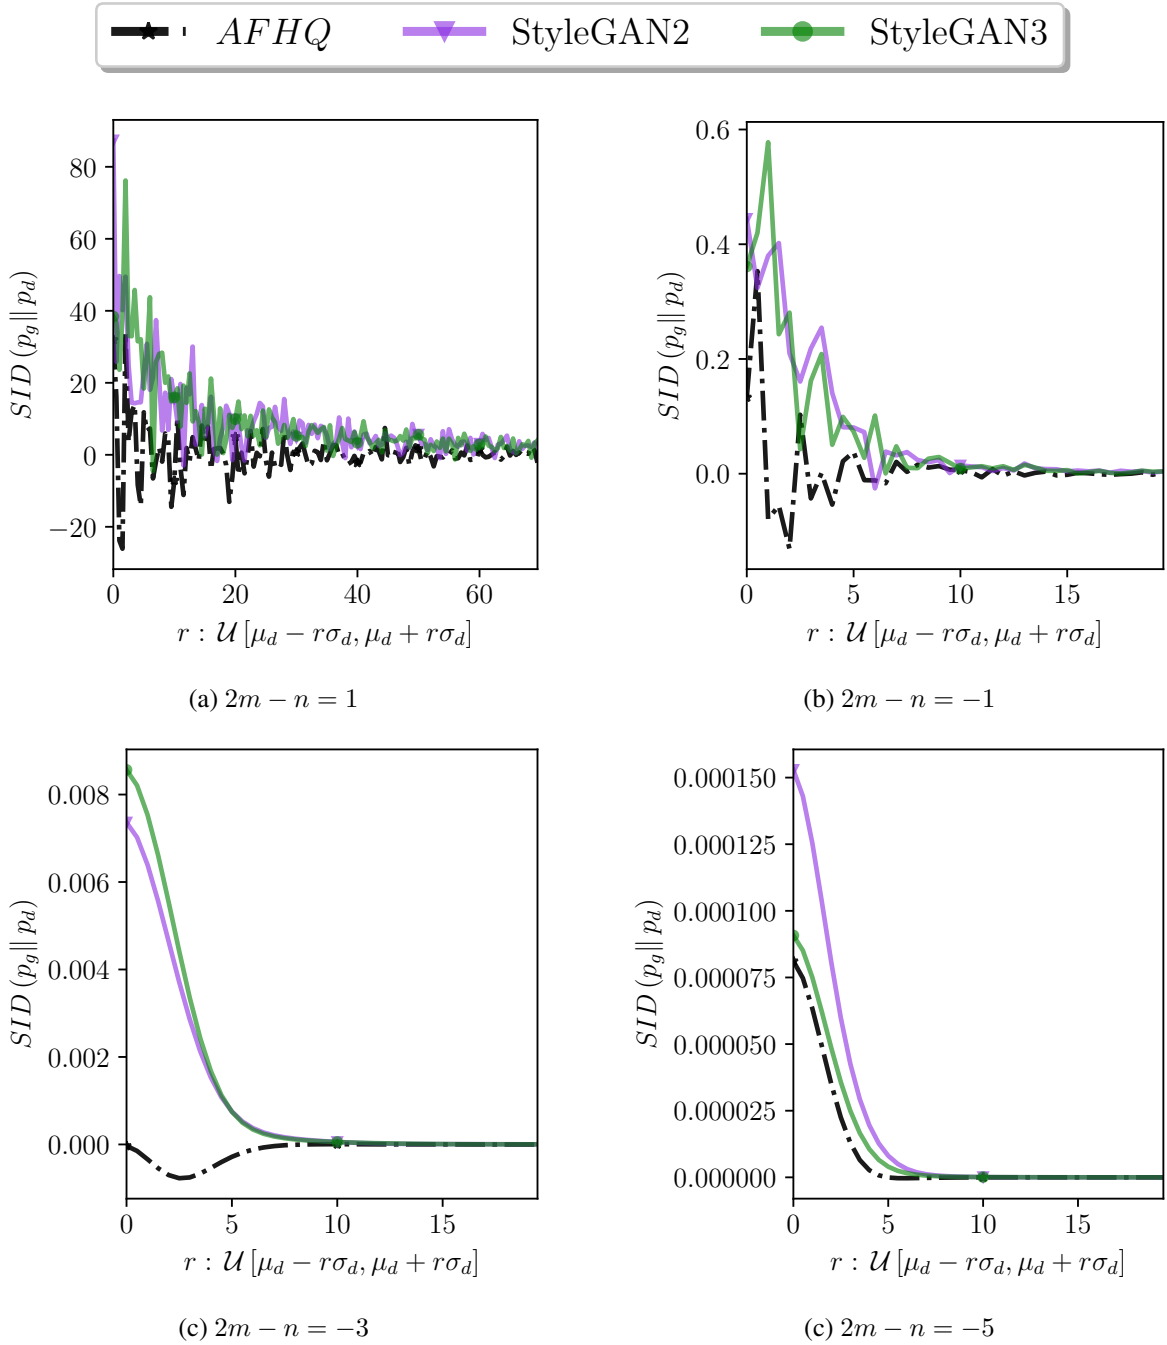 AFHQ StyleGAN2 StyleGAN3
80
60
40
20
0
−20
SID (p_g || p_d)
0 20 40 60
r : 𝒰 [μ_d − rσ_d, μ_d + rσ_d]
(a) 2m − n = 1
0.6
0.4
0.2
0.0
SID (p_g || p_d)
0 5 10 15
r : 𝒰 [μ_d − rσ_d, μ_d + rσ_d]
(b) 2m − n = −1
0.008
0.006
0.004
0.002
0.000
SID (p_g || p_d)
0 5 10 15
r : 𝒰 [μ_d − rσ_d, μ_d + rσ_d]
(c) 2m − n = −3
0.000150
0.000125
0.000100
0.000075
0.000050
0.000025
0.000000
SID (p_g || p_d)
0 5 10 15
r : 𝒰 [μ_d − rσ_d, μ_d + rσ_d]
(c) 2m − n = −5